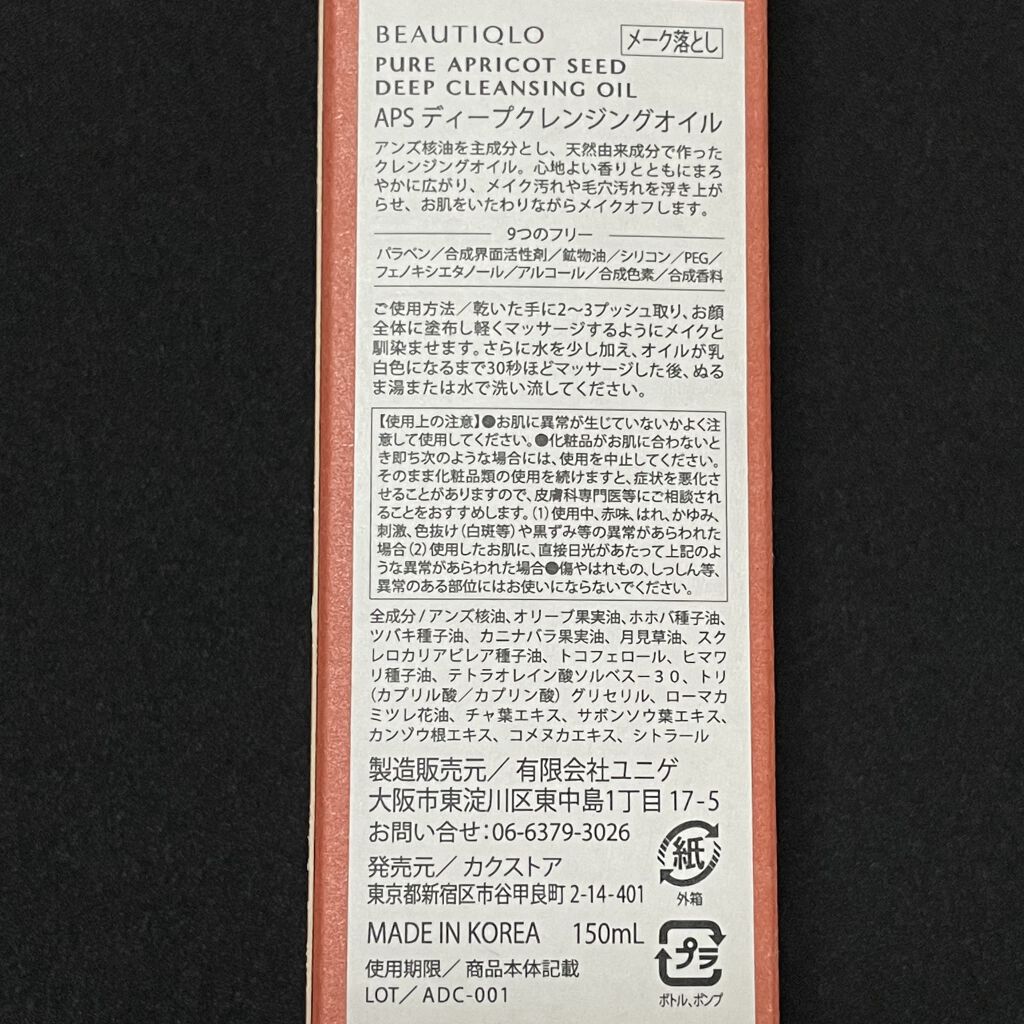 BEAUTIQLO
メーク落とし
PURE APRICOT SEED
DEEP CLEANSING OIL
APS ディープクレンジングオイル
アンズ核油を主成分とし、天然由来成分で作った
クレンジングオイル。心地よい香りとともにまろ
やかに広がり、メイク汚れや毛穴汚れを浮き上が
らせ、お肌をいたわりながらメイクオフします。
9つのフリー
パラベン/合成界面活性剤/鉱物油/シリコン/PEG/
フェノキシエタノール/アルコール/合成色素/合成香料
ご使用方法/乾いた手に2〜3プッシュ取り、お顔
全体に塗布し軽くマッサージするようにメイクと
馴染ませます。さらに水を少し加え、オイルが乳
白色になるまで30秒ほどマッサージした後、ぬる
ま湯または水で洗い流してください。
【使用上の注意】●お肌に異常が生じていないかよく注
意して使用してください。●化粧品がお肌に合わないと
き即ち次のような場合には、使用を中止してください。
そのまま化粧品類の使用を続けますと、症状を悪化さ
せることがありますので、皮膚科専門医等にご相談され
ることをおすすめします。(1)使用中、赤味、はれ、かゆみ、
刺激、色抜け(白斑等)や黒ずみ等の異常があらわれた
場合(2)使用したお肌に、直接日光があたって上記のよ
うな異常があらわれた場合●傷やはれもの、しっしん等、
異常のある部位にはお使いにならないでください。
全成分/アンズ核油、オリーブ果実油、ホホバ種子油、
ツバキ種子油、カニナバラ果実油、月見草油、スク
レロカリアビレア種子油、トコフェロール、ヒマワ
リ種子油、テトラオレイン酸ソルベス−30、トリ
(カプリル酸/カプリン酸) グリセリル、ローマカ
ミツレ花油、チャ葉エキス、サボンソウ葉エキス、
カンゾウ根エキス、コメヌカエキス、シトラール
製造販売元/ 有限会社ユニゲ
大阪市東淀川区東中島1丁目17-5
お問い合せ:06-6379-3026
発売元/ カクストア
東京都新宿区市谷甲良町 2-14-401
紙
外箱
MADE IN KOREA 150mL
使用期限/ 商品本体記載
LOT/ ADC-001
プラ
ボトル、ポンプ